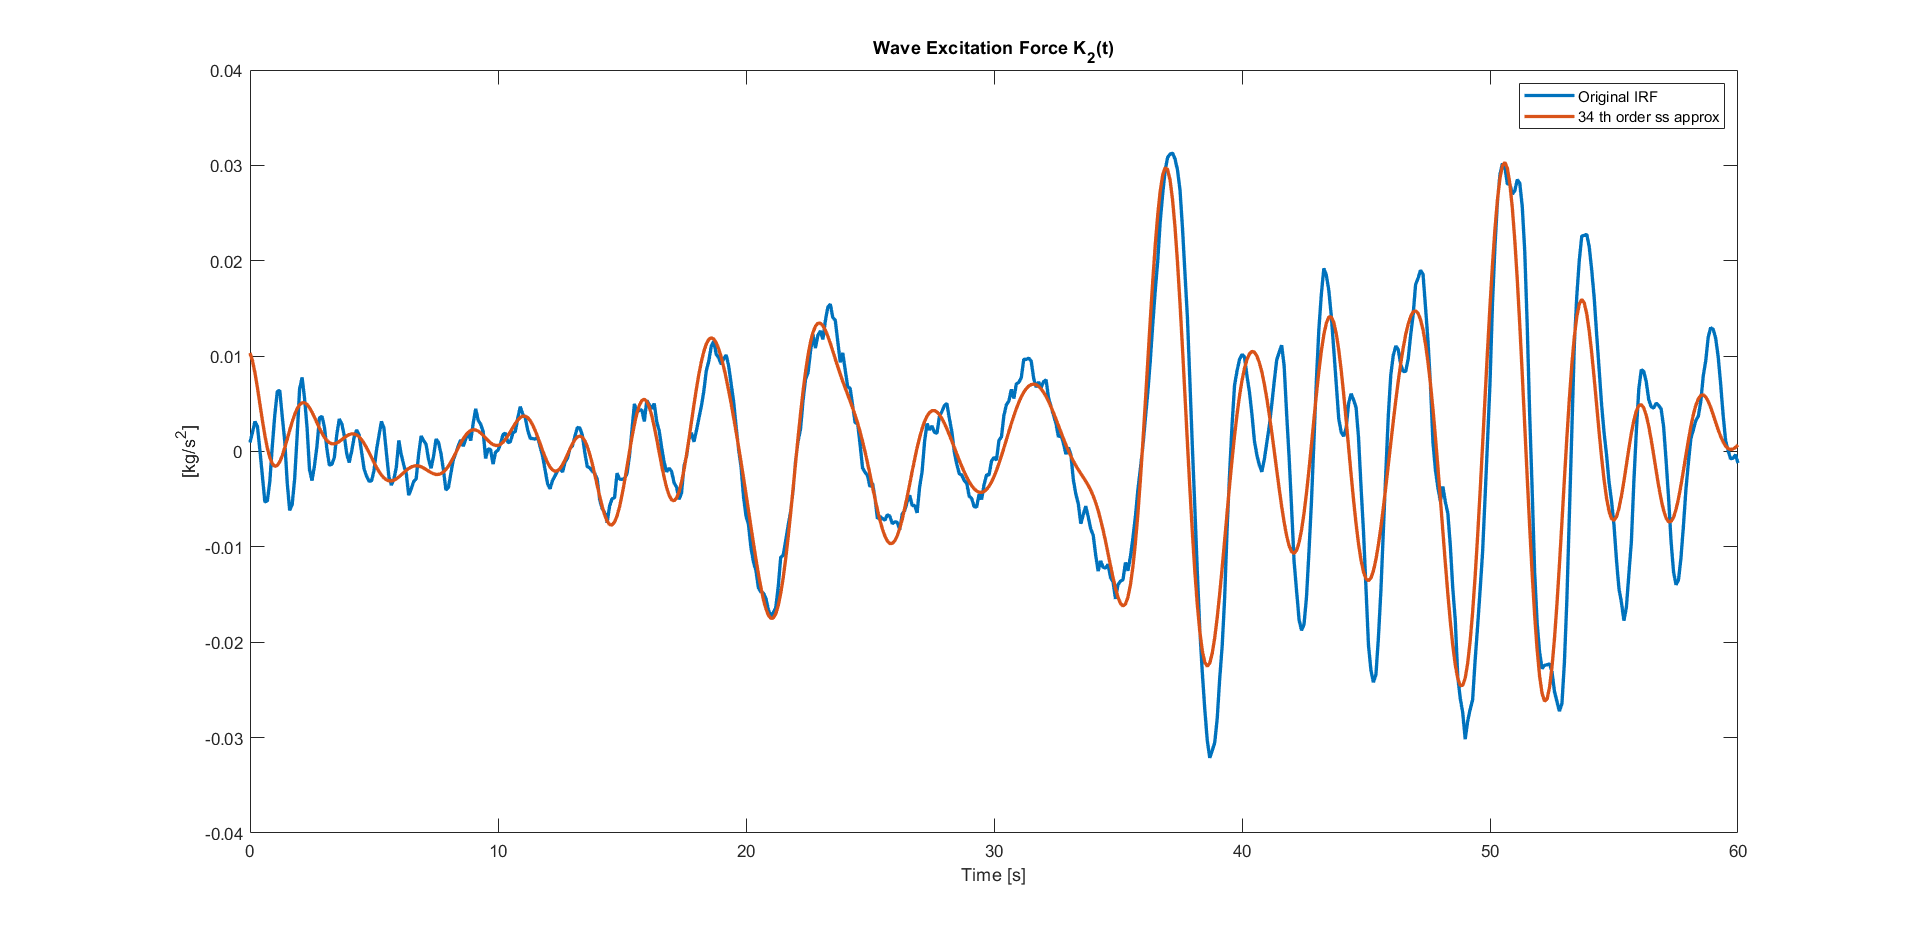 Wave Excitation Force K₂(t)
Original IRF
34 th order ss approx
0.04
0.03
0.02
0.01
0
-0.01
-0.02
-0.03
-0.04
[kg/s²]
0 10 20 30 40 50 60
Time [s]